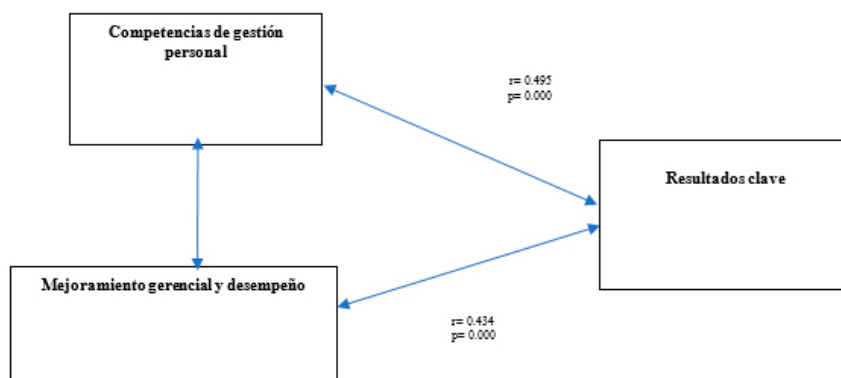 Competencias de gestión
personal
r= 0.495
p= 0.000
Resultados clave
Mejoramiento gerencial y desempeño
r= 0.434
p= 0.000